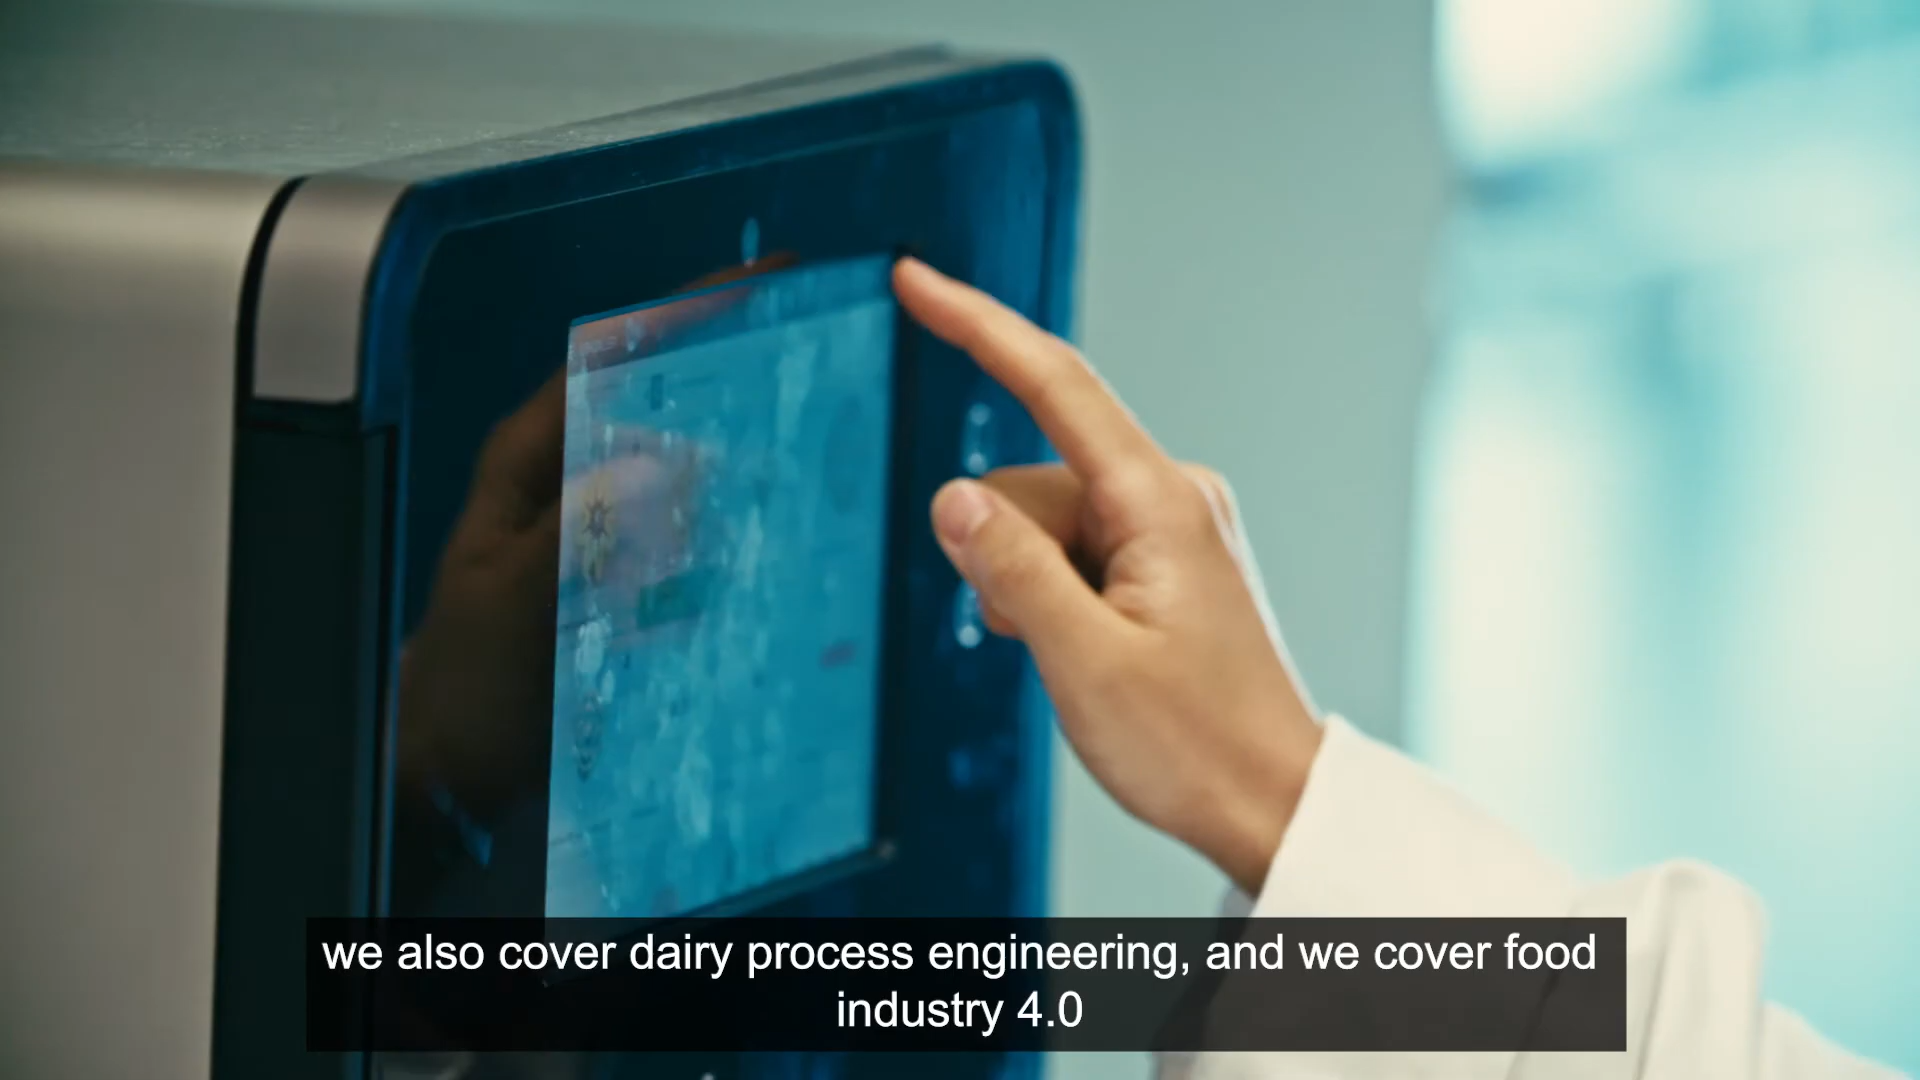 we also cover dairy process engineering, and we cover food
industry 4.0